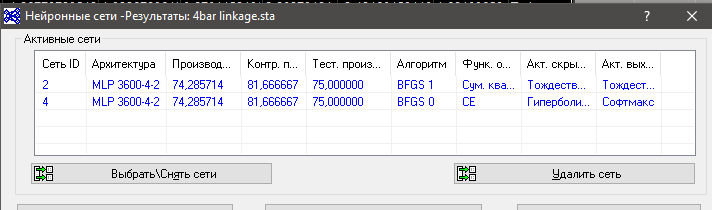 Нейронные сети -Результаты: 4bar linkage.sta
Активные сети
Сеть ID Архитектура Производ... Контр. п... Тест. произ... Алгоритм Функ. о... Акт. скры... Акт. вых...
2 MLP 3600-4-2 74,285714 81,666667 75,000000 BFGS 1 Сум. ква... Тождеств... Тождест...
4 MLP 3600-4-2 74,285714 81,666667 75,000000 BFGS 0 CE Гиперболи... Софтмакс
Выбрать\Снять сети Удалить сеть